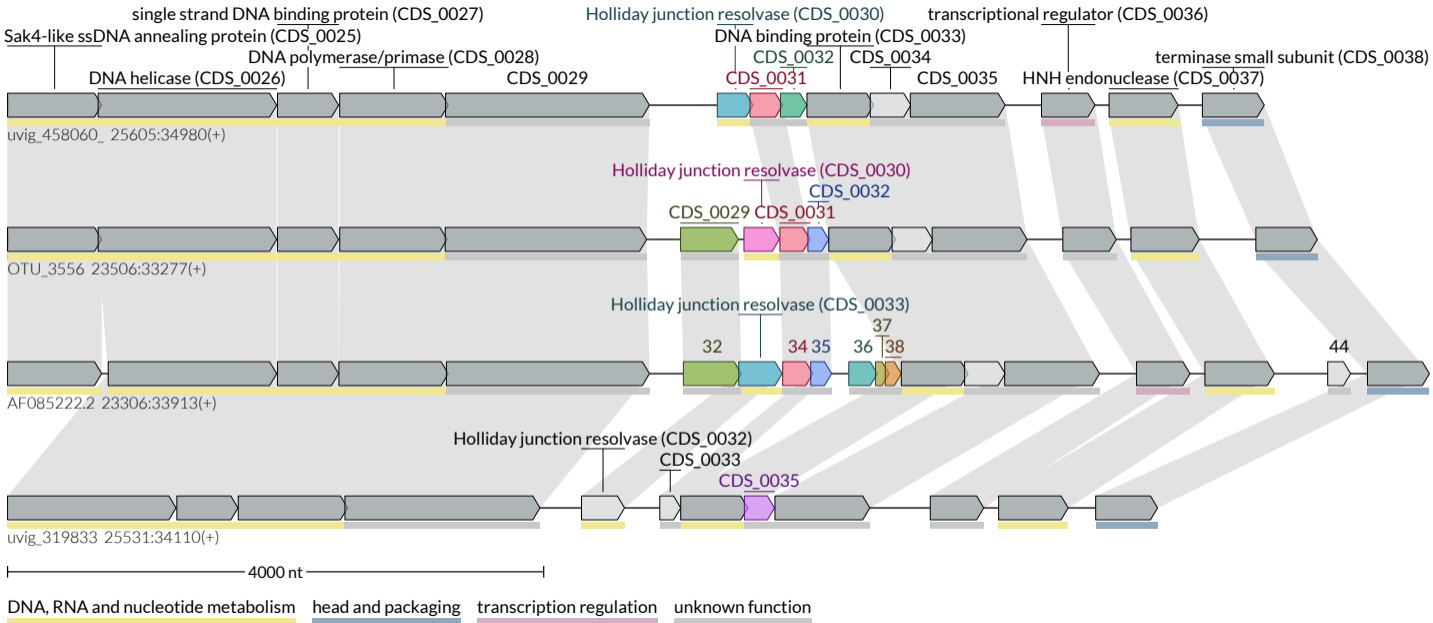 single strand DNA binding protein (CDS_0027)
Holliday junction resolvase (CDS_0030)
transcriptional regulator (CDS_0036)
Sak4-like ssDNA annealing protein (CDS_0025)
DNA binding protein (CDS_0033)
DNA polymerase/primase (CDS_0028)
CDS_0032
CDS_0034
terminase small subunit (CDS_0038)
DNA helicase (CDS_0026)
CDS_0029
CDS_0031
CDS_0035
HNH endonuclease (CDS_0037)
uvig_458060_ 25605:34980(+)
Holliday junction resolvase (CDS_0030)
CDS_0032
CDS_0029
CDS_0031
OTU_3556 23506:33277(+)
Holliday junction resolvase (CDS_0033)
37
32
34
35
36
38
44
AF085222.2 23306:33913(+)
Holliday junction resolvase (CDS_0032)
CDS_0033
CDS_0035
uvig_319833 25531:34110(+)
4000 nt
DNA, RNA and nucleotide metabolism
head and packaging
transcription regulation
unknown function